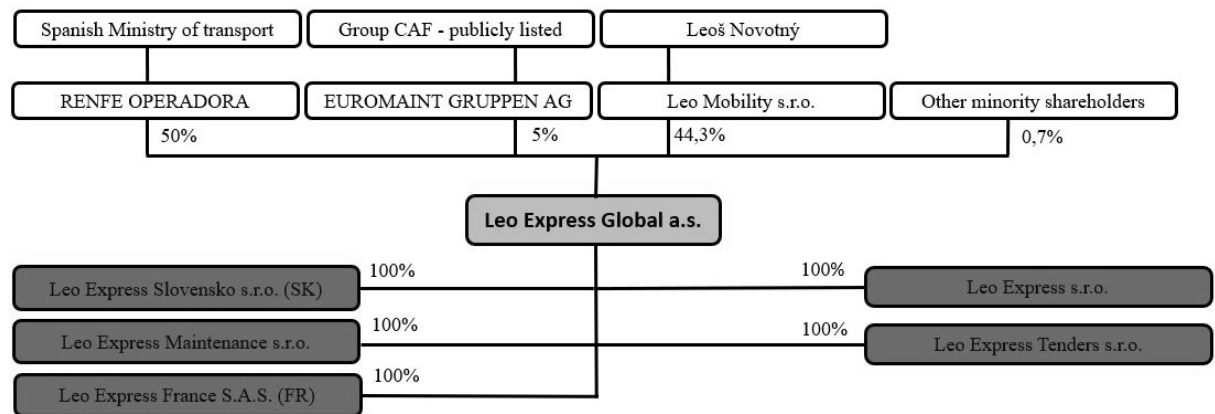 Spanish Ministry of transport
Group CAF - publicly listed
Leoš Novotný
RENFE OPERADORA
EUROMAINT GRUPPEN AG
Leo Mobility s.r.o.
Other minority shareholders
50%
5%
44,3%
0,7%
Leo Express Global a.s.
100%
100%
Leo Express Slovensko s.r.o. (SK)
Leo Express s.r.o.
100%
100%
Leo Express Maintenance s.r.o.
Leo Express Tenders s.r.o.
100%
Leo Express France S.A.S. (FR)